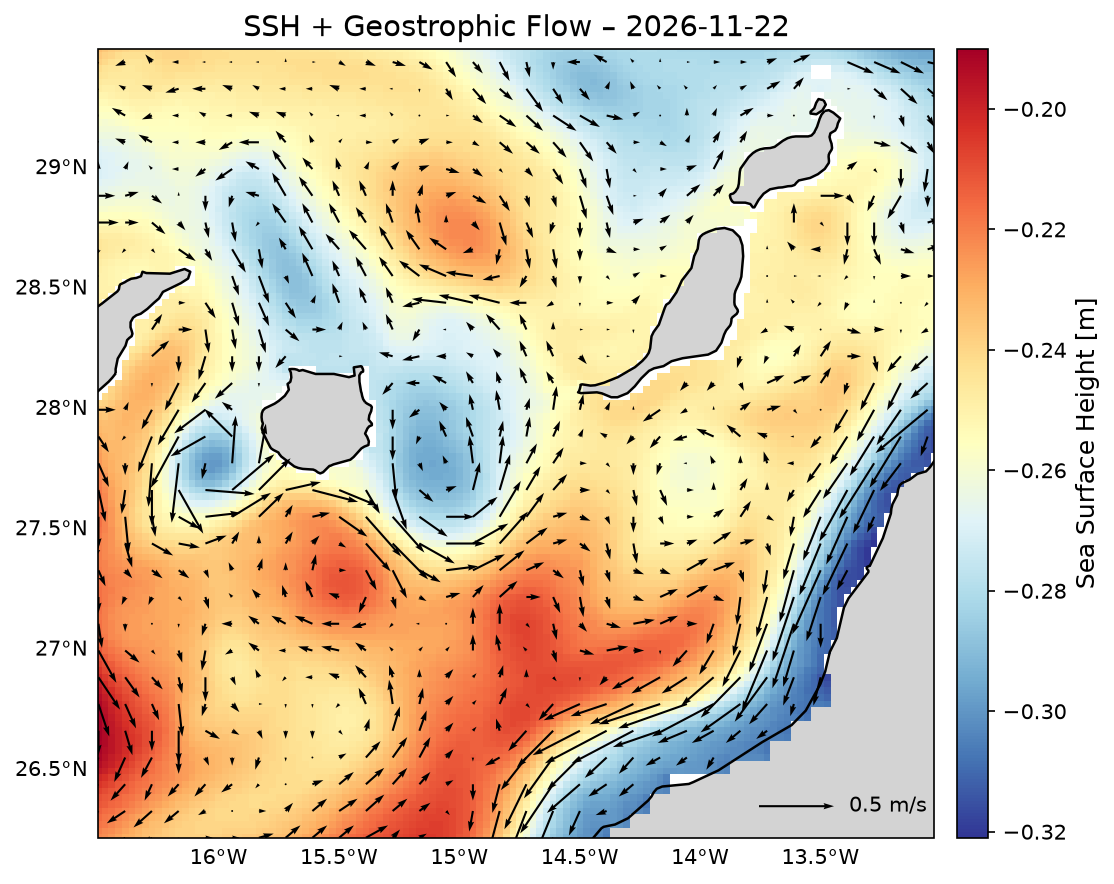 SSH + Geostrophic Flow – 2026-11-22
29°N
28.5°N
28°N
27.5°N
27°N
26.5°N
16°W
15.5°W
15°W
14.5°W
14°W
13.5°W
0.5 m/s
−0.20
−0.22
−0.24
−0.26
−0.28
−0.30
−0.32
Sea Surface Height [m]